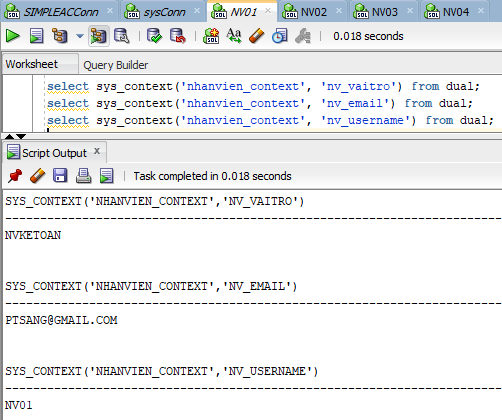 SIMPLEACConn sysConn NV01 NV02 NV03 NV04
0.018 seconds
Worksheet Query Builder
select sys_context('nhanvien_context', 'nv_vaitro') from dual;
select sys_context('nhanvien_context', 'nv_email') from dual;
select sys_context('nhanvien_context', 'nv_username') from dual;
Script Output x
Task completed in 0.018 seconds
SYS_CONTEXT('NHANVIEN_CONTEXT','NV_VAITRO')
--------------------------------------------------------------------------------
NVKETOAN
SYS_CONTEXT('NHANVIEN_CONTEXT','NV_EMAIL')
--------------------------------------------------------------------------------
PTSANG@GMAIL.COM
SYS_CONTEXT('NHANVIEN_CONTEXT','NV_USERNAME')
--------------------------------------------------------------------------------
NV01